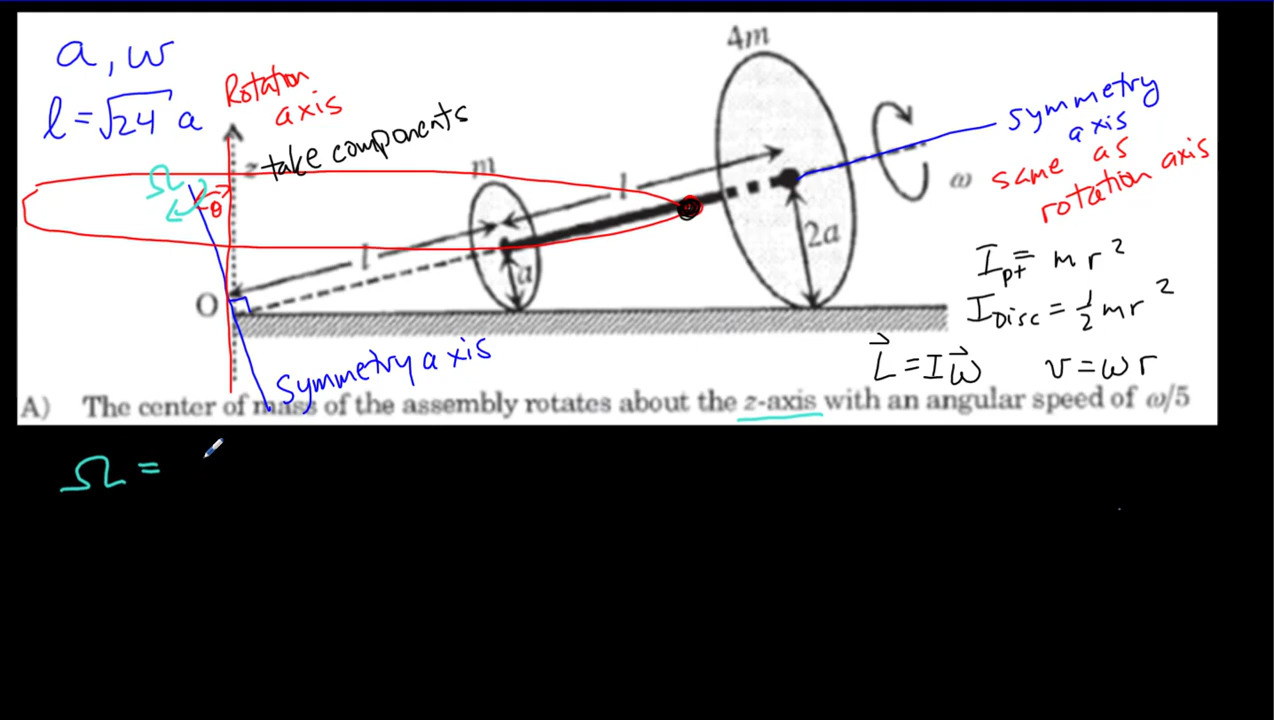 a, ω
l = √24 a
Rotation
axis
take components
z
Ω
θ
m
4m
l
l
a
2a
ω
symmetry
axis
same as
rotation axis
I_pt = mr²
I_Disc = ½ mr²
L⃗ = Iω⃗ v = ωr
O
Symmetry axis
A) The center of mass of the assembly rotates about the z-axis with an angular speed of ω/5
Ω =